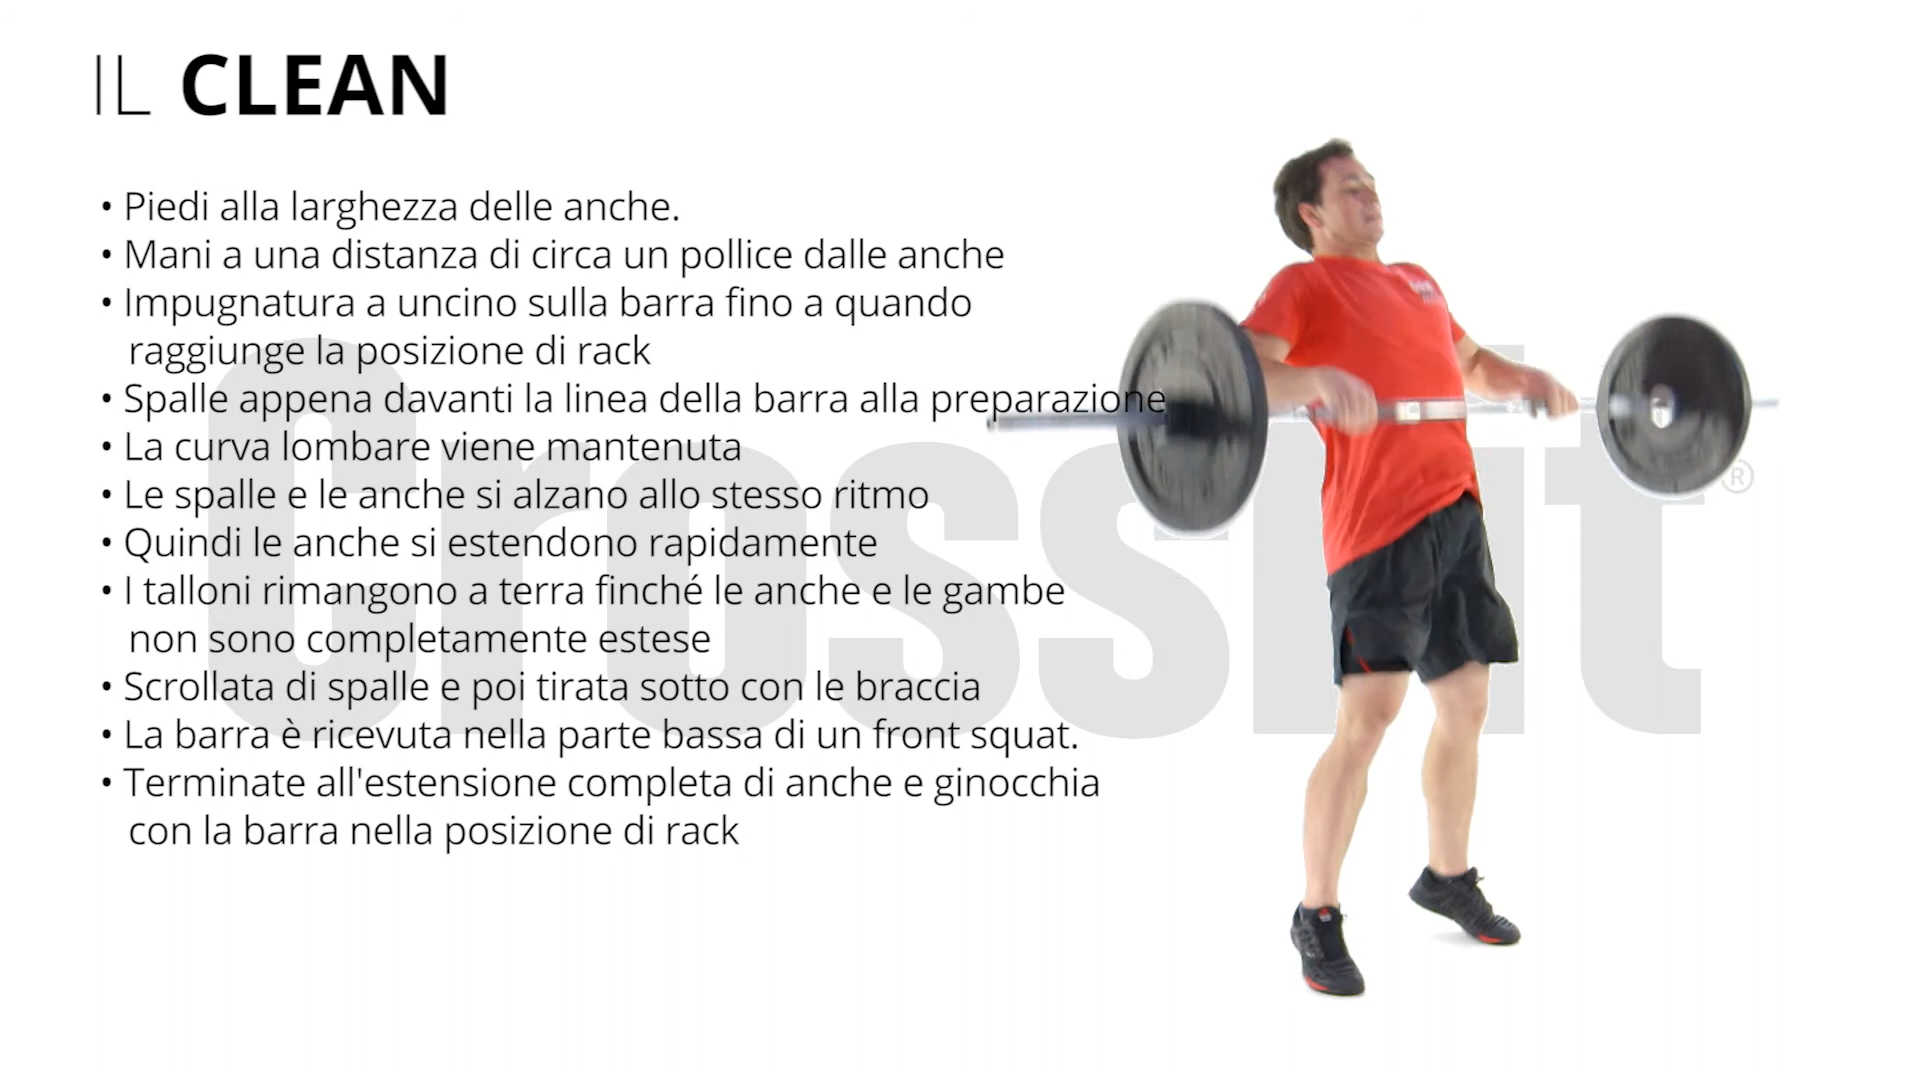 IL CLEAN
• Piedi alla larghezza delle anche.
• Mani a una distanza di circa un pollice dalle anche
• Impugnatura a uncino sulla barra fino a quando
raggiunge la posizione di rack
• Spalle appena davanti la linea della barra alla preparazione
• La curva lombare viene mantenuta
• Le spalle e le anche si alzano allo stesso ritmo
• Quindi le anche si estendono rapidamente
• I talloni rimangono a terra finché le anche e le gambe
non sono completamente estese
• Scrollata di spalle e poi tirata sotto con le braccia
• La barra è ricevuta nella parte bassa di un front squat.
• Terminate all'estensione completa di anche e ginocchia
con la barra nella posizione di rack
CrossFit®